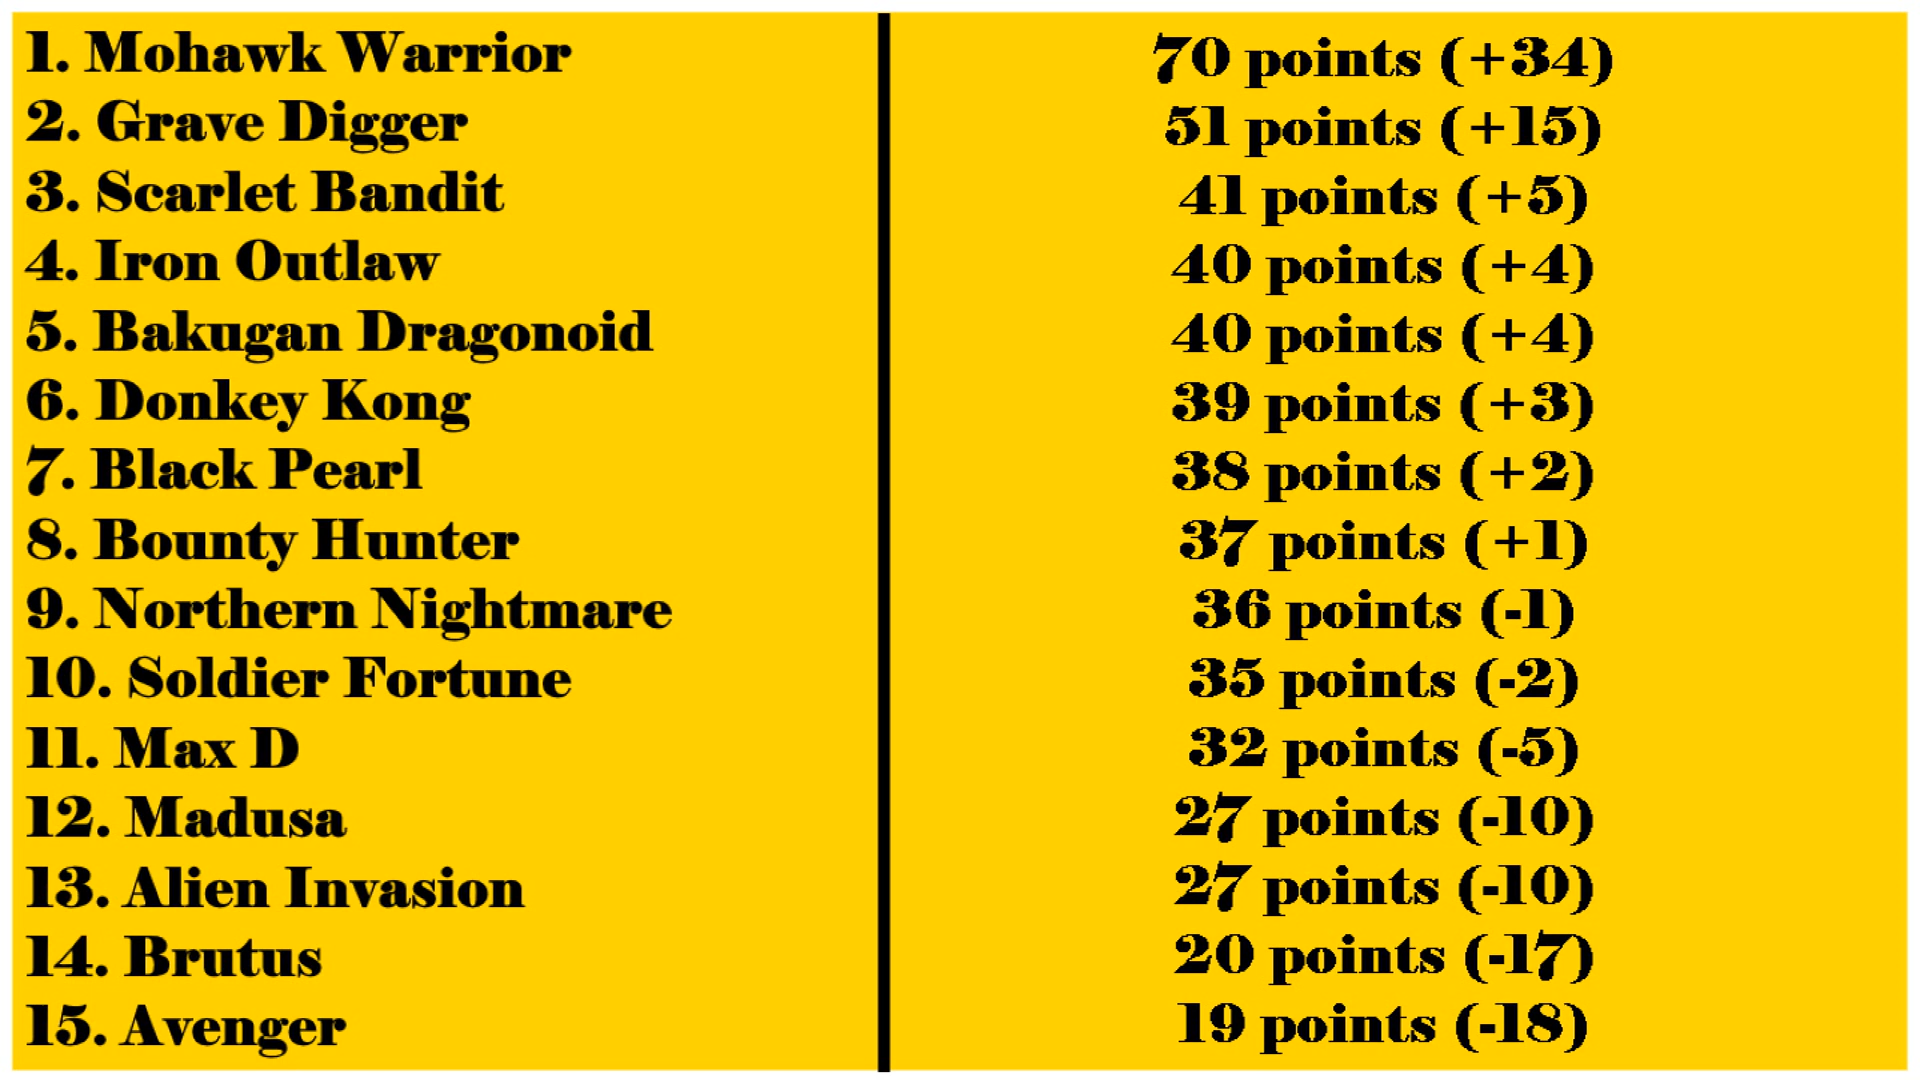 1. Mohawk Warrior 70 points (+34)
2. Grave Digger 51 points (+15)
3. Scarlet Bandit 41 points (+5)
4. Iron Outlaw 40 points (+4)
5. Bakugan Dragonoid 40 points (+4)
6. Donkey Kong 39 points (+3)
7. Black Pearl 38 points (+2)
8. Bounty Hunter 37 points (+1)
9. Northern Nightmare 36 points (-1)
10. Soldier Fortune 35 points (-2)
11. Max D 32 points (-5)
12. Madusa 27 points (-10)
13. Alien Invasion 27 points (-10)
14. Brutus 20 points (-17)
15. Avenger 19 points (-18)